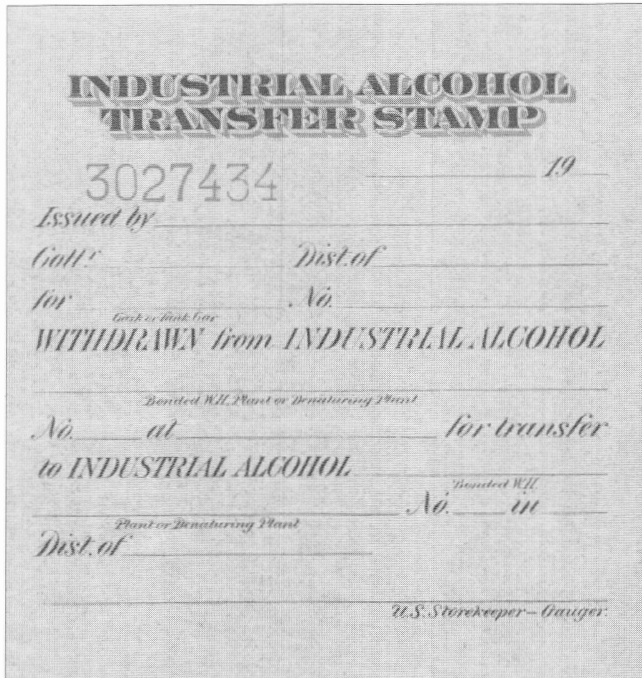 INDUSTRIAL ALCOHOL
TRANSFER STAMP
3027434 19
Issued by
Coll.r Dist. of
for No.
Cask or Tank Car
WITHDRAWN from INDUSTRIAL ALCOHOL
Bonded W.H., Plant or Denaturing Plant
No. at for transfer
to INDUSTRIAL ALCOHOL
Bonded W.H.
No. in
Plant or Denaturing Plant
Dist. of
U.S. Storekeeper–Gauger.